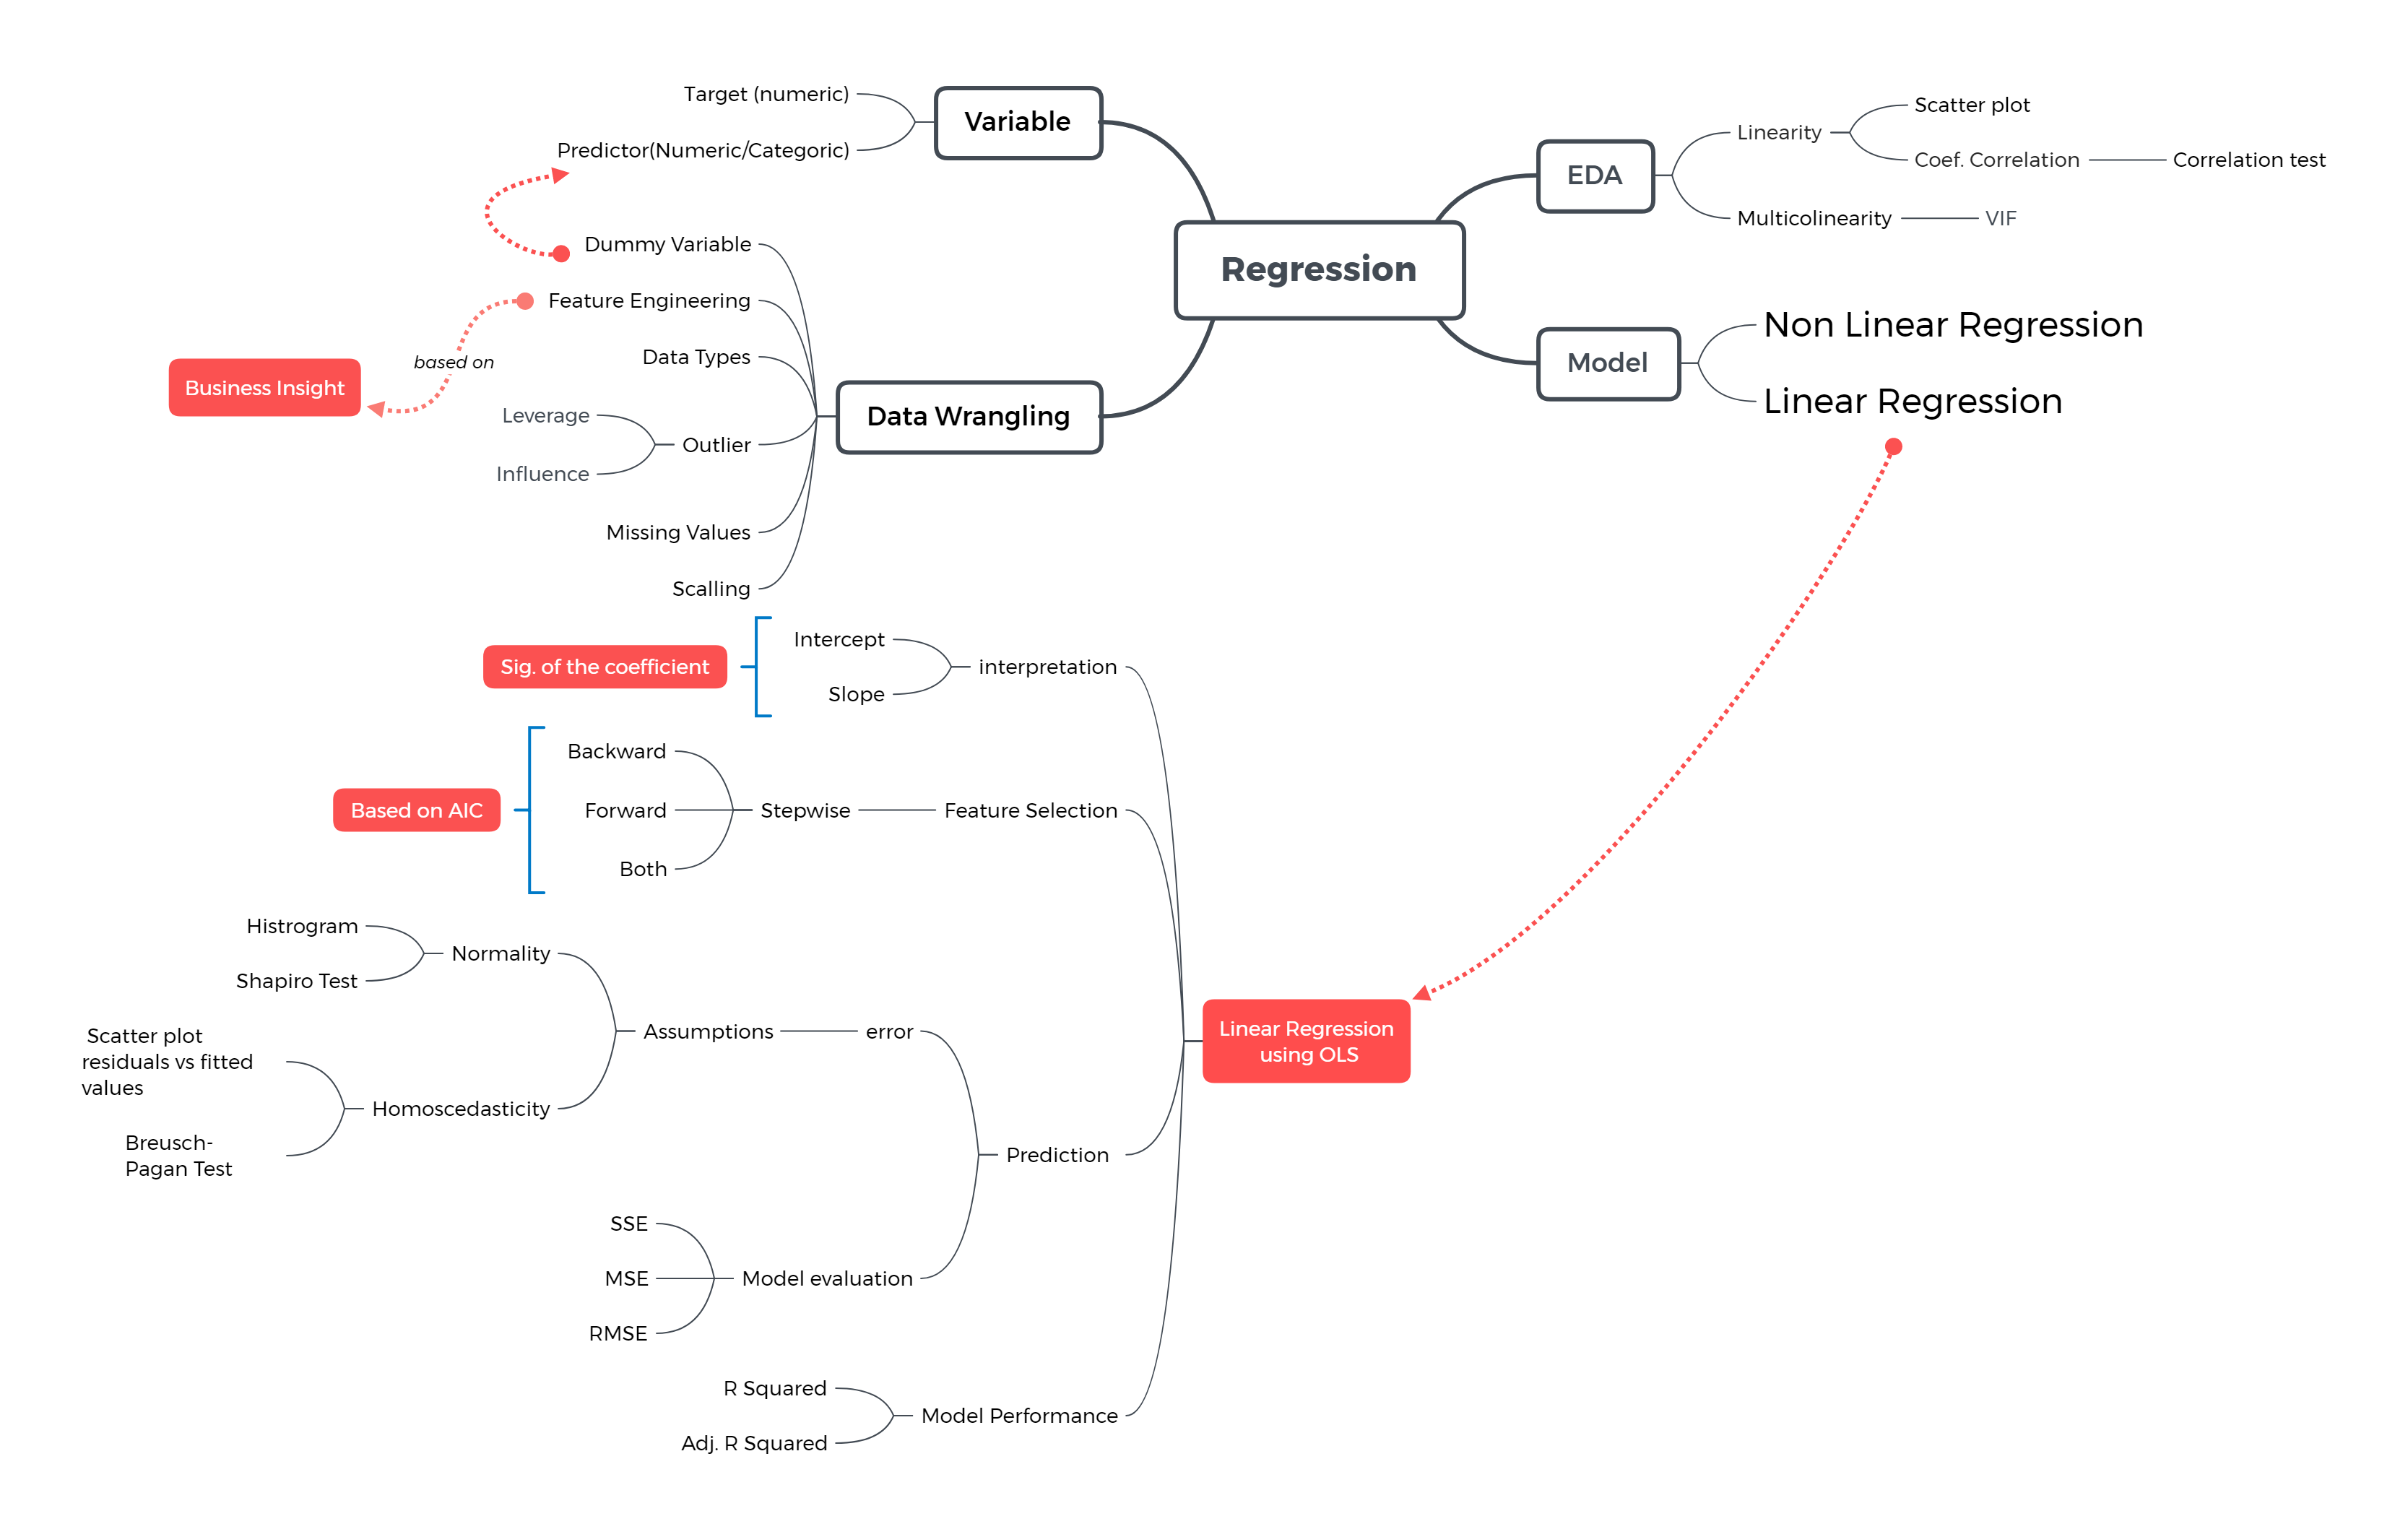 Regression
Variable
Target (numeric)
Predictor(Numeric/Categoric)
Data Wrangling
Dummy Variable
Feature Engineering
based on
Business Insight
Data Types
Outlier
Leverage
Influence
Missing Values
Scalling
EDA
Linearity
Scatter plot
Coef. Correlation
Correlation test
Multicolinearity
VIF
Model
Non Linear Regression
Linear Regression
Linear Regression
using OLS
interpretation
Intercept
Slope
Sig. of the coefficient
Feature Selection
Stepwise
Backward
Forward
Both
Based on AIC
Prediction
error
Assumptions
Normality
Histrogram
Shapiro Test
Homoscedasticity
Scatter plot
residuals vs fitted
values
Breusch-
Pagan Test
Model evaluation
SSE
MSE
RMSE
Model Performance
R Squared
Adj. R Squared